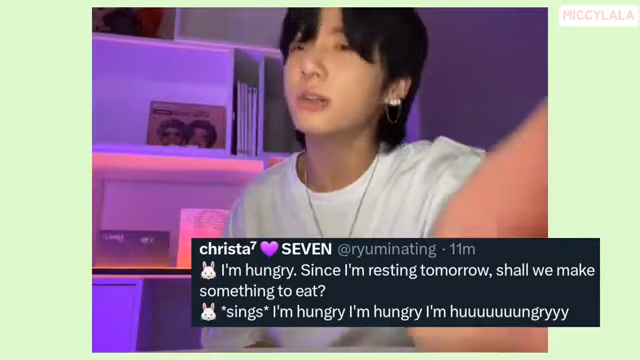 MICCYLALA
christa⁷ 💜 SEVEN @ryuminating · 11m
🐰 I'm hungry. Since I'm resting tomorrow, shall we make
something to eat?
🐰 *sings* I'm hungry I'm hungry I'm huuuuuuungryyy